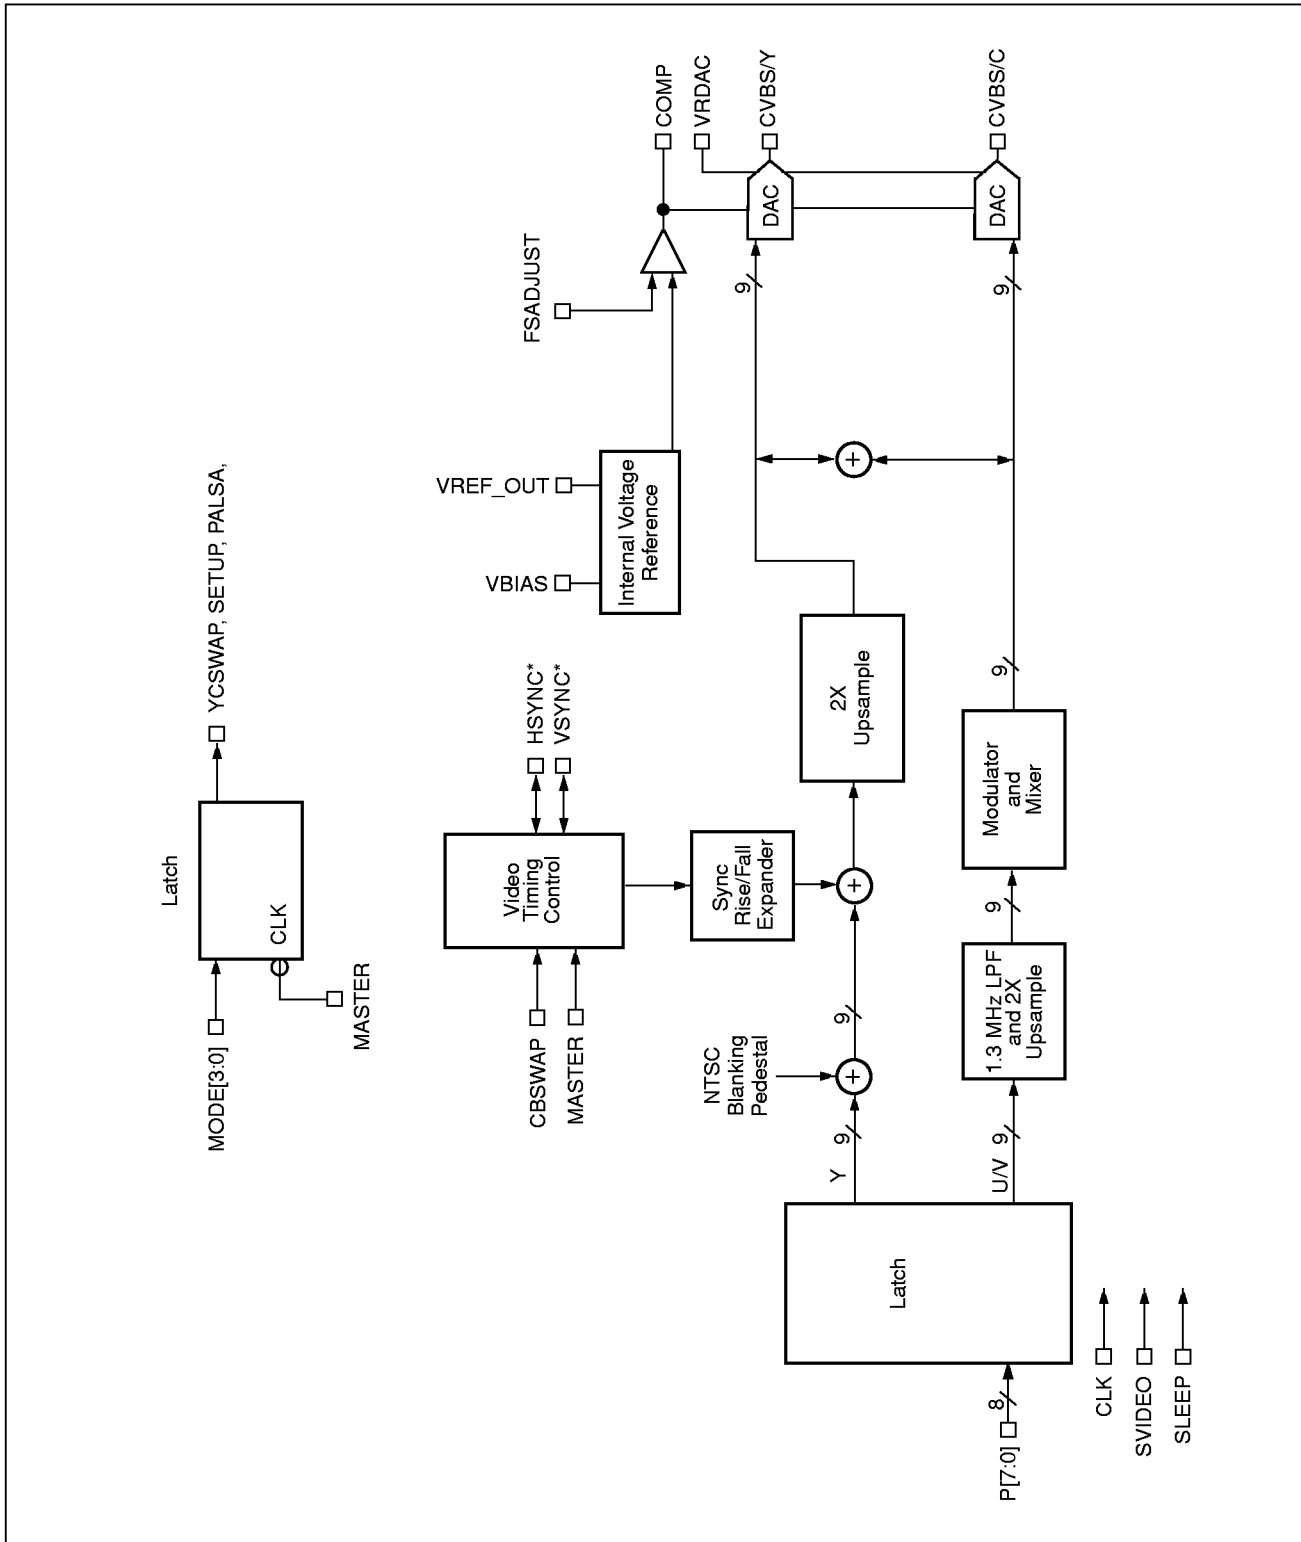 Latch
MODE[3:0]
CLK
MASTER
YCSWAP, SETUP, PALSA,
CBSWAP
MASTER
Video
Timing
Control
HSYNC*
VSYNC*
VBIAS
VREF_OUT
Internal Voltage
Reference
FSADJUST
COMP
VRDAC
CVBS/Y
DAC
CVBS/C
DAC
Sync
Rise/Fall
Expander
NTSC
Blanking
Pedestal
P[7:0]
8
Latch
Y
9
+
9
+
2X
Upsample
9
U/V
9
1.3 MHz LPF
and 2X
Upsample
9
Modulator
and
Mixer
9
+
9
CLK
SVIDEO
SLEEP